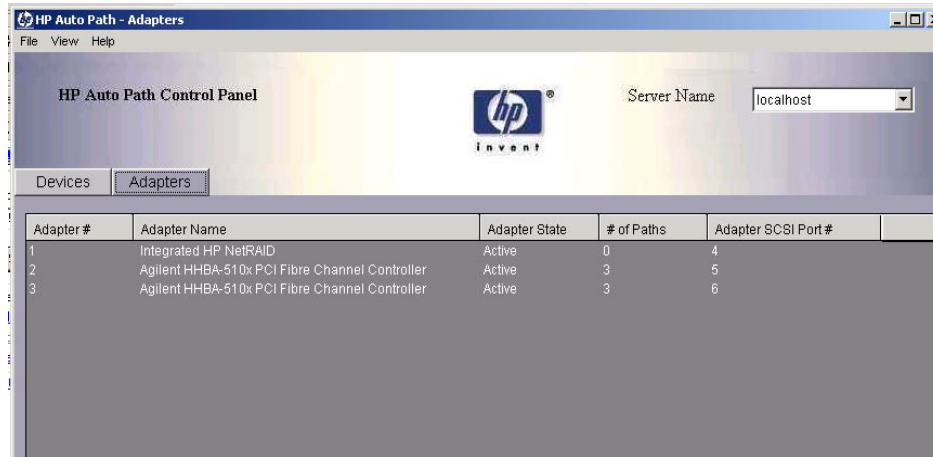 HP Auto Path - Adapters
File View Help
HP Auto Path Control Panel
hp
®
invent
Server Name
localhost
Devices
Adapters
Adapter # Adapter Name Adapter State # of Paths Adapter SCSI Port #
1 Integrated HP NetRAID Active 0 4
2 Agilent HHBA-510x PCI Fibre Channel Controller Active 3 5
3 Agilent HHBA-510x PCI Fibre Channel Controller Active 3 6